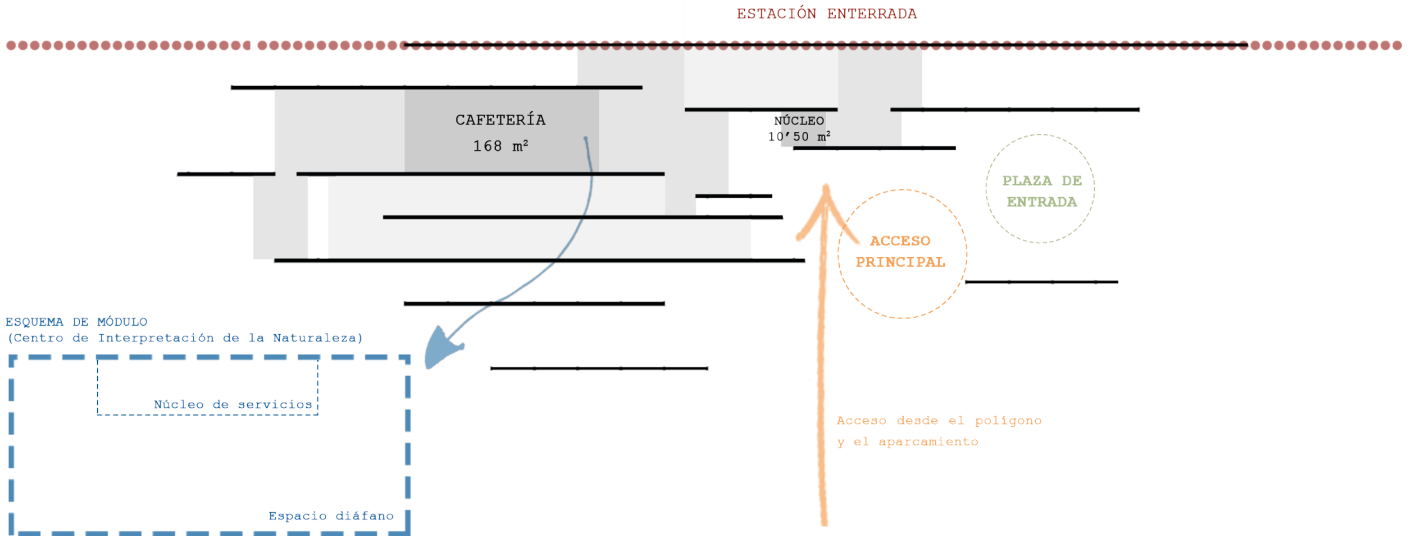 ESTACIÓN ENTERRADA
CAFETERÍA
168 m²
NÚCLEO
10'50 m²
PLAZA DE
ENTRADA
ACCESO
PRINCIPAL
ESQUEMA DE MÓDULO
(Centro de Interpretación de la Naturaleza)
Núcleo de servicios
Espacio diáfano
Acceso desde el polígono
y el aparcamiento